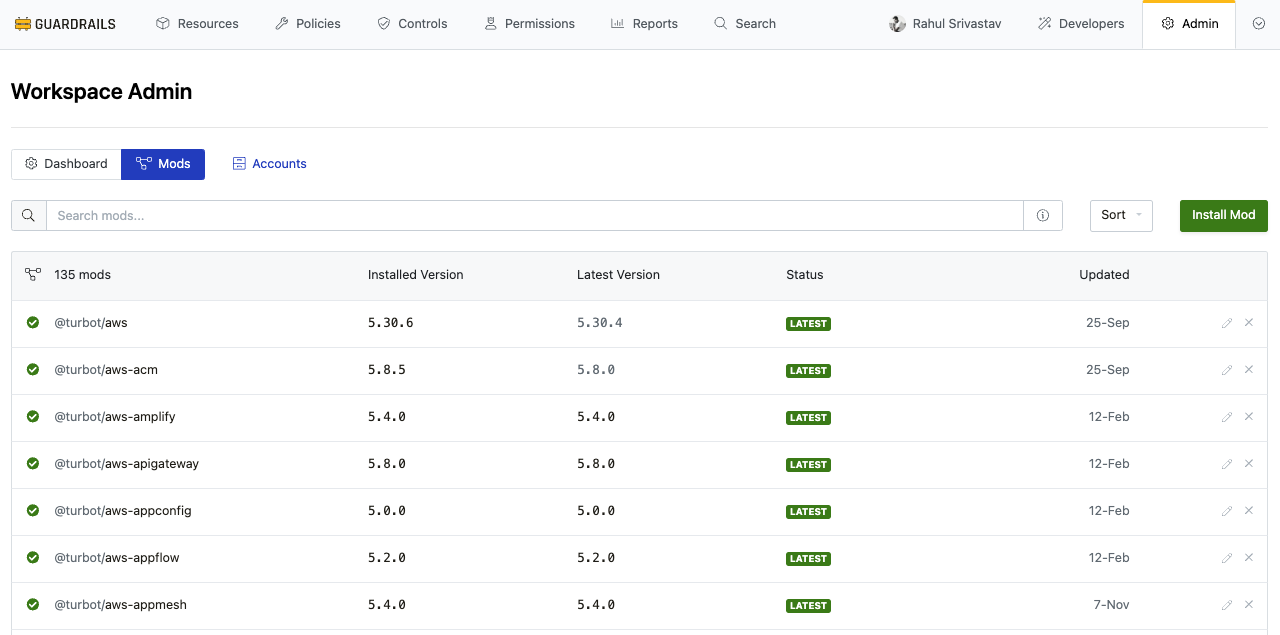 GUARDRAILS Resources Policies Controls Permissions Reports Search Rahul Srivastav Developers Admin
Workspace Admin
Dashboard Mods Accounts
Search mods... Sort Install Mod
135 mods Installed Version Latest Version Status Updated
@turbot/aws 5.30.6 5.30.4 LATEST 25-Sep
@turbot/aws-acm 5.8.5 5.8.0 LATEST 25-Sep
@turbot/aws-amplify 5.4.0 5.4.0 LATEST 12-Feb
@turbot/aws-apigateway 5.8.0 5.8.0 LATEST 12-Feb
@turbot/aws-appconfig 5.0.0 5.0.0 LATEST 12-Feb
@turbot/aws-appflow 5.2.0 5.2.0 LATEST 12-Feb
@turbot/aws-appmesh 5.4.0 5.4.0 LATEST 7-Nov